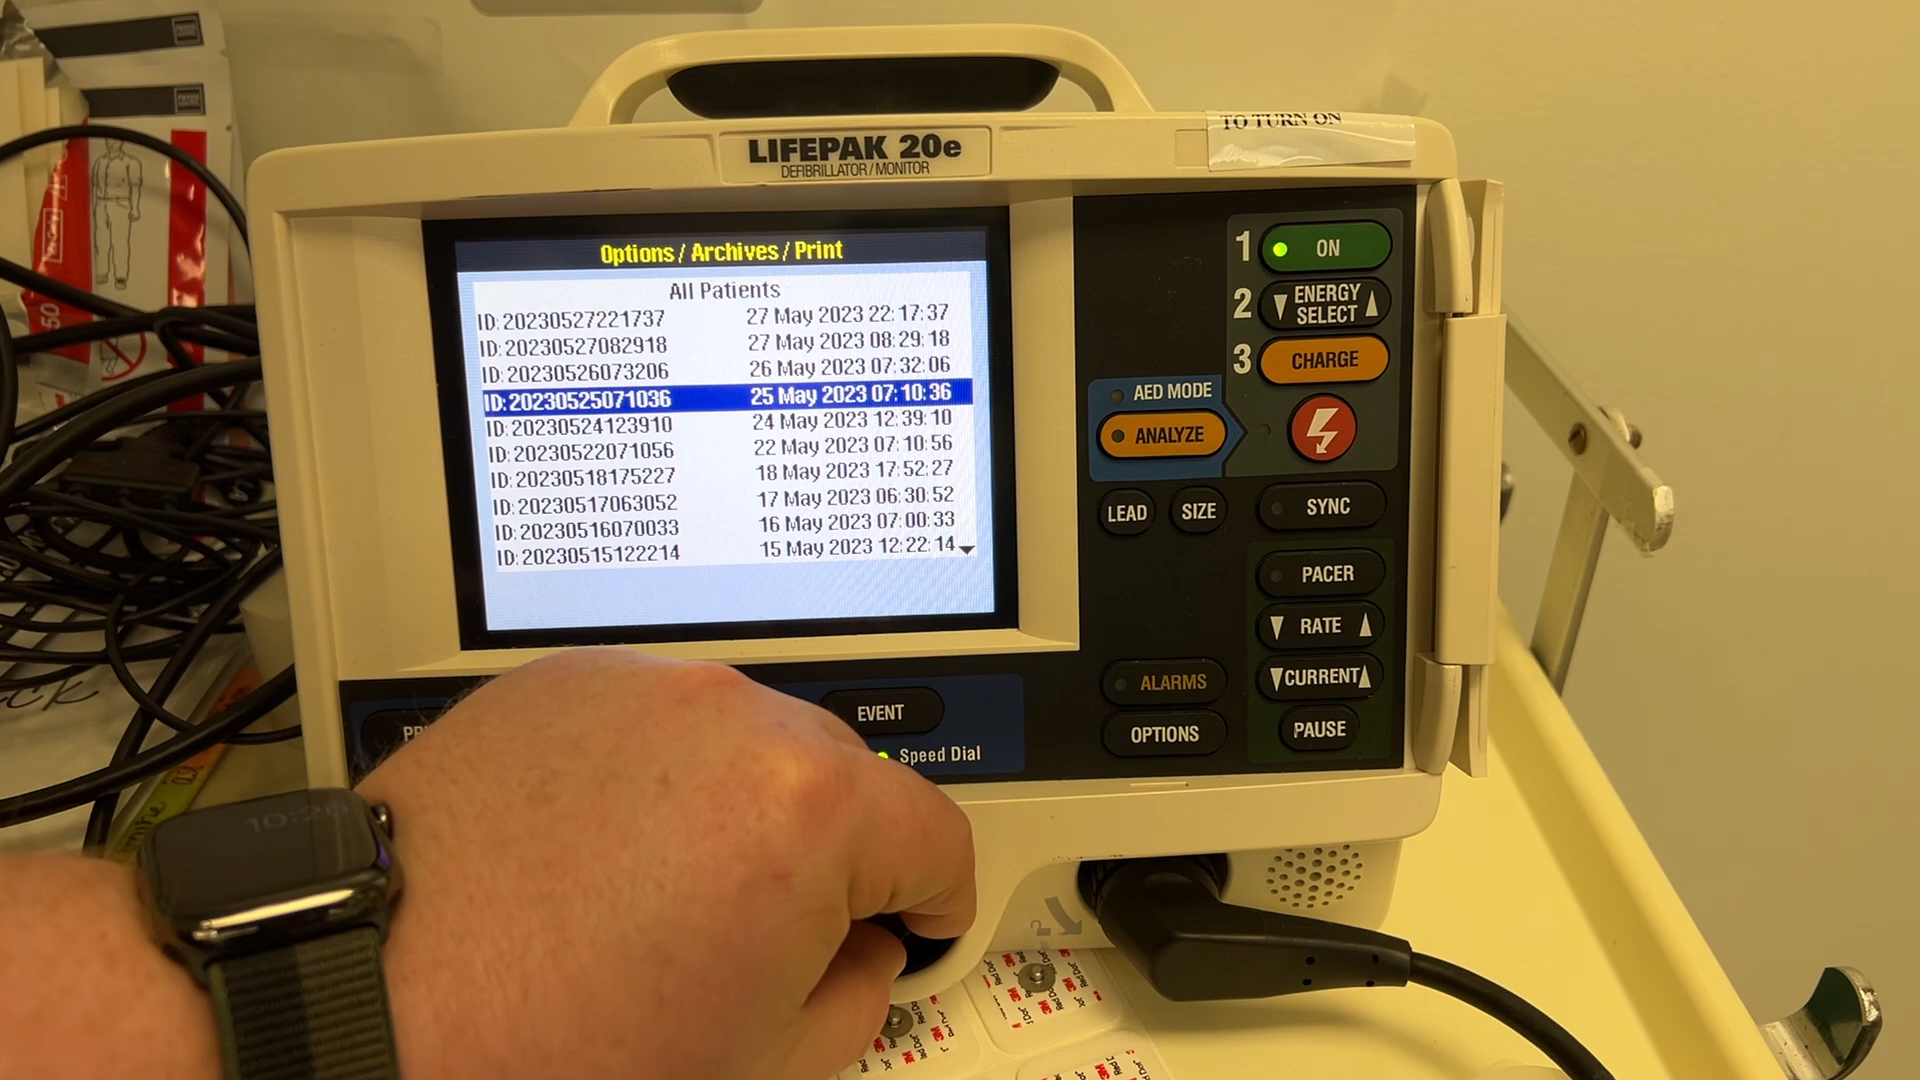 TO TURN ON
LIFEPAK 20e
DEFIBRILLATOR/MONITOR
Options / Archives / Print
All Patients
ID: 20230527221737 27 May 2023 22:17:37
ID: 20230527082918 27 May 2023 08:29:18
ID: 20230526073206 26 May 2023 07:32:06
ID: 20230525071036 25 May 2023 07:10:36
ID: 20230524123910 24 May 2023 12:39:10
ID: 20230522071056 22 May 2023 07:10:56
ID: 20230518175227 18 May 2023 17:52:27
ID: 20230517063052 17 May 2023 06:30:52
ID: 20230516070033 16 May 2023 07:00:33
ID: 20230515122214 15 May 2023 12:22:14
1 ON
2 ENERGY
SELECT
3 CHARGE
AED MODE
ANALYZE
LEAD
SIZE
SYNC
PACER
RATE
CURRENT
PAUSE
ALARMS
OPTIONS
EVENT
Speed Dial
10:26
3M
Red Dot